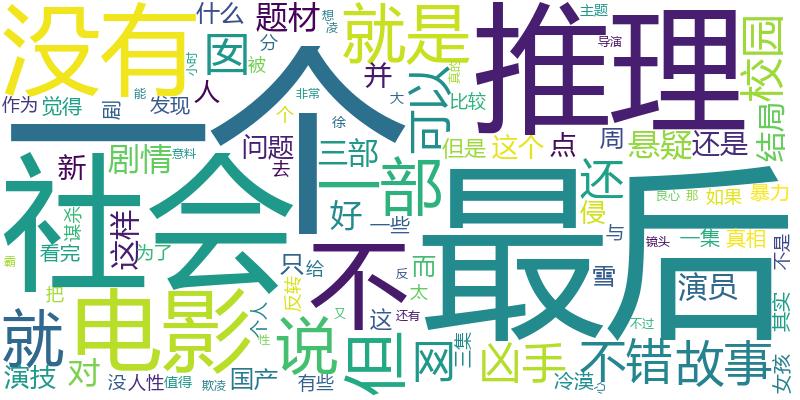 没有
一个
推理
社会
最后
什么
题材
就是
囡
并
人
分
被
小时
想
凌
主题
导演
真的
校园
结局
作为
觉得
剧
发现
能
非常
个
大
徐
比较
可以
问题
去
三部
但是
这个
点
周
悬疑
还是
新
剧情
意料
一部
还
侵
良心
那
如果
暴力
这样
谋杀
看完
为了
好
一些
不
与
镜头
一集
真相
不是
霸
把
电影
个人
反转
只
给
这
反
而
太
雪
演员
其实
就
性
说
又
还有
但
网
三集
凶手
不错
故事
不过
女孩
演技
对
没
人性
值得
欺凌
国产
有些
冷漠
心